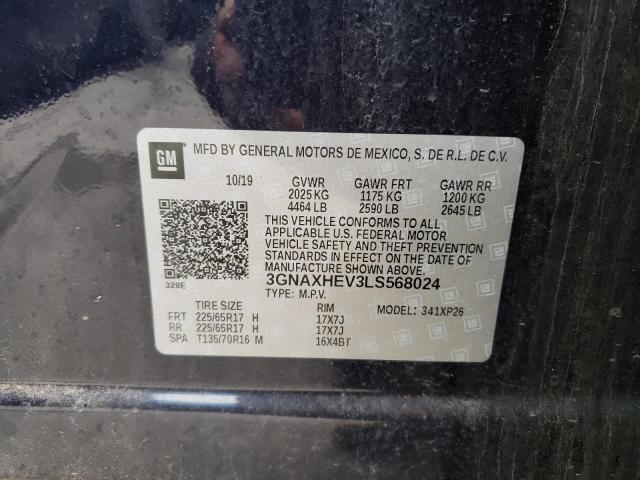 GM
MFD BY GENERAL MOTORS DE MEXICO, S. DE R.L. DE C.V.
10/19 GVWR GAWR FRT GAWR RR
2025 KG 1175 KG 1200 KG
4464 LB 2590 LB 2645 LB
THIS VEHICLE CONFORMS TO ALL
APPLICABLE U.S. FEDERAL MOTOR
VEHICLE SAFETY AND THEFT PREVENTION
STANDARDS IN EFFECT ON THE DATE OF
MANUFACTURE SHOWN ABOVE.
328E
3GNAXHEV3LS568024
TYPE: M.P.V.
TIRE SIZE RIM MODEL: 341XP26
FRT 225/65R17 H 17X7J
RR 225/65R17 H 17X7J
SPA T135/70R16 M 16X4BT